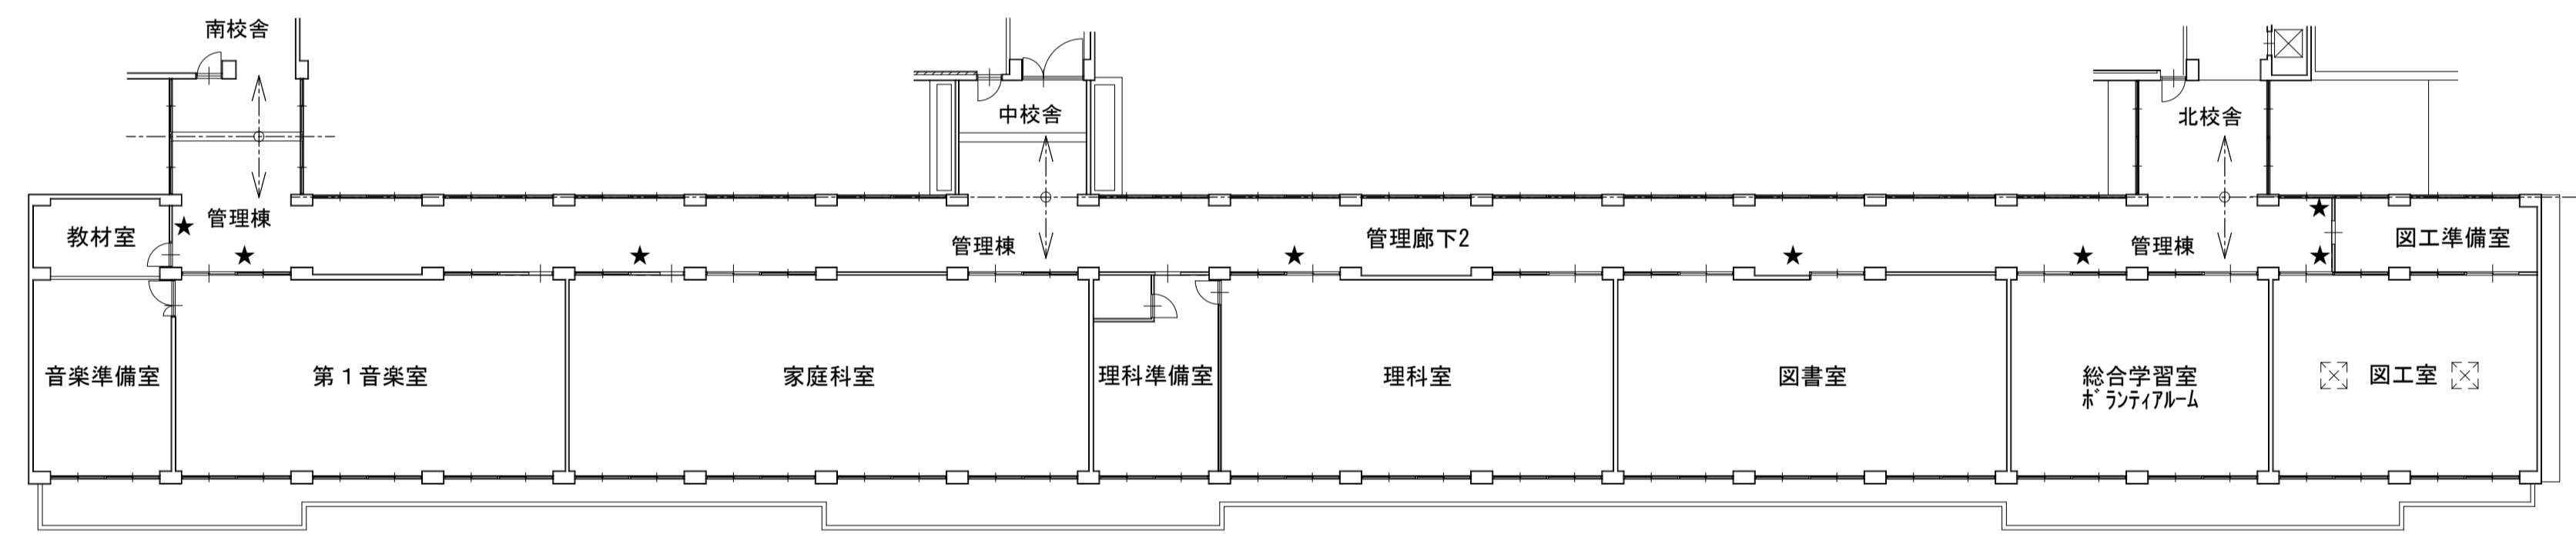 南校舎
中校舎
北校舎
★
管理棟
教材室
管理棟
管理廊下2
管理棟
★
図工準備室
★
★
★
★
★
★
音楽準備室
第１音楽室
家庭科室
理科準備室
理科室
図書室
総合学習室
ﾎﾞﾗﾝﾃｨｱﾙｰﾑ
図工室